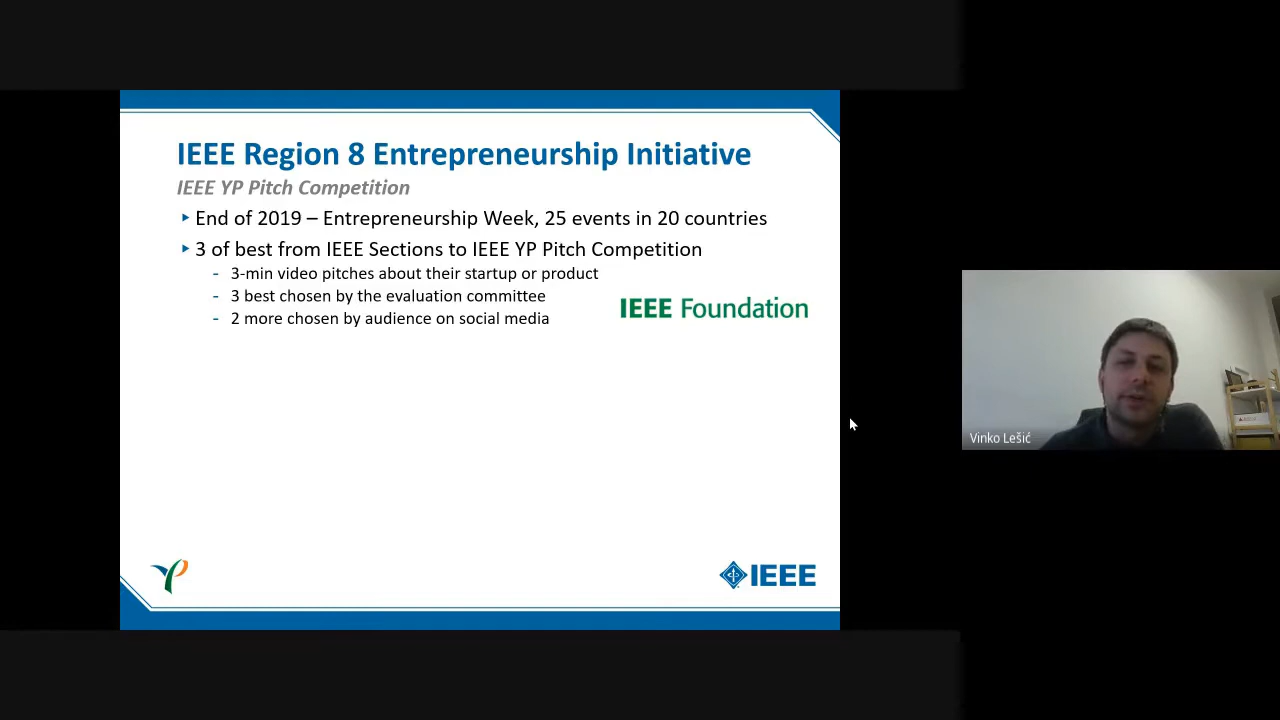 IEEE Region 8 Entrepreneurship Initiative
IEEE YP Pitch Competition
End of 2019 – Entrepreneurship Week, 25 events in 20 countries
3 of best from IEEE Sections to IEEE YP Pitch Competition
- 3-min video pitches about their startup or product
- 3 best chosen by the evaluation committee
- 2 more chosen by audience on social media
IEEE Foundation
IEEE
Vinko Lešić